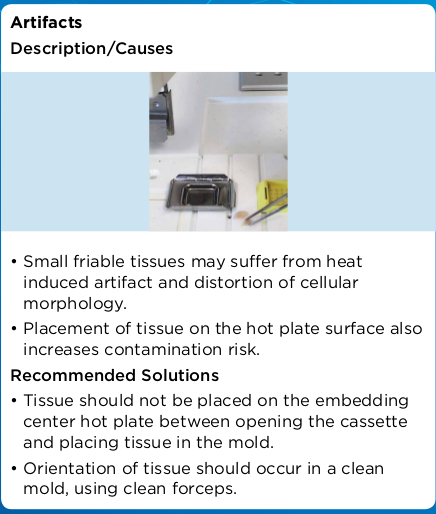 Artifacts
Description/Causes
• Small friable tissues may suffer from heat
induced artifact and distortion of cellular
morphology.
• Placement of tissue on the hot plate surface also
increases contamination risk.
Recommended Solutions
• Tissue should not be placed on the embedding
center hot plate between opening the cassette
and placing tissue in the mold.
• Orientation of tissue should occur in a clean
mold, using clean forceps.